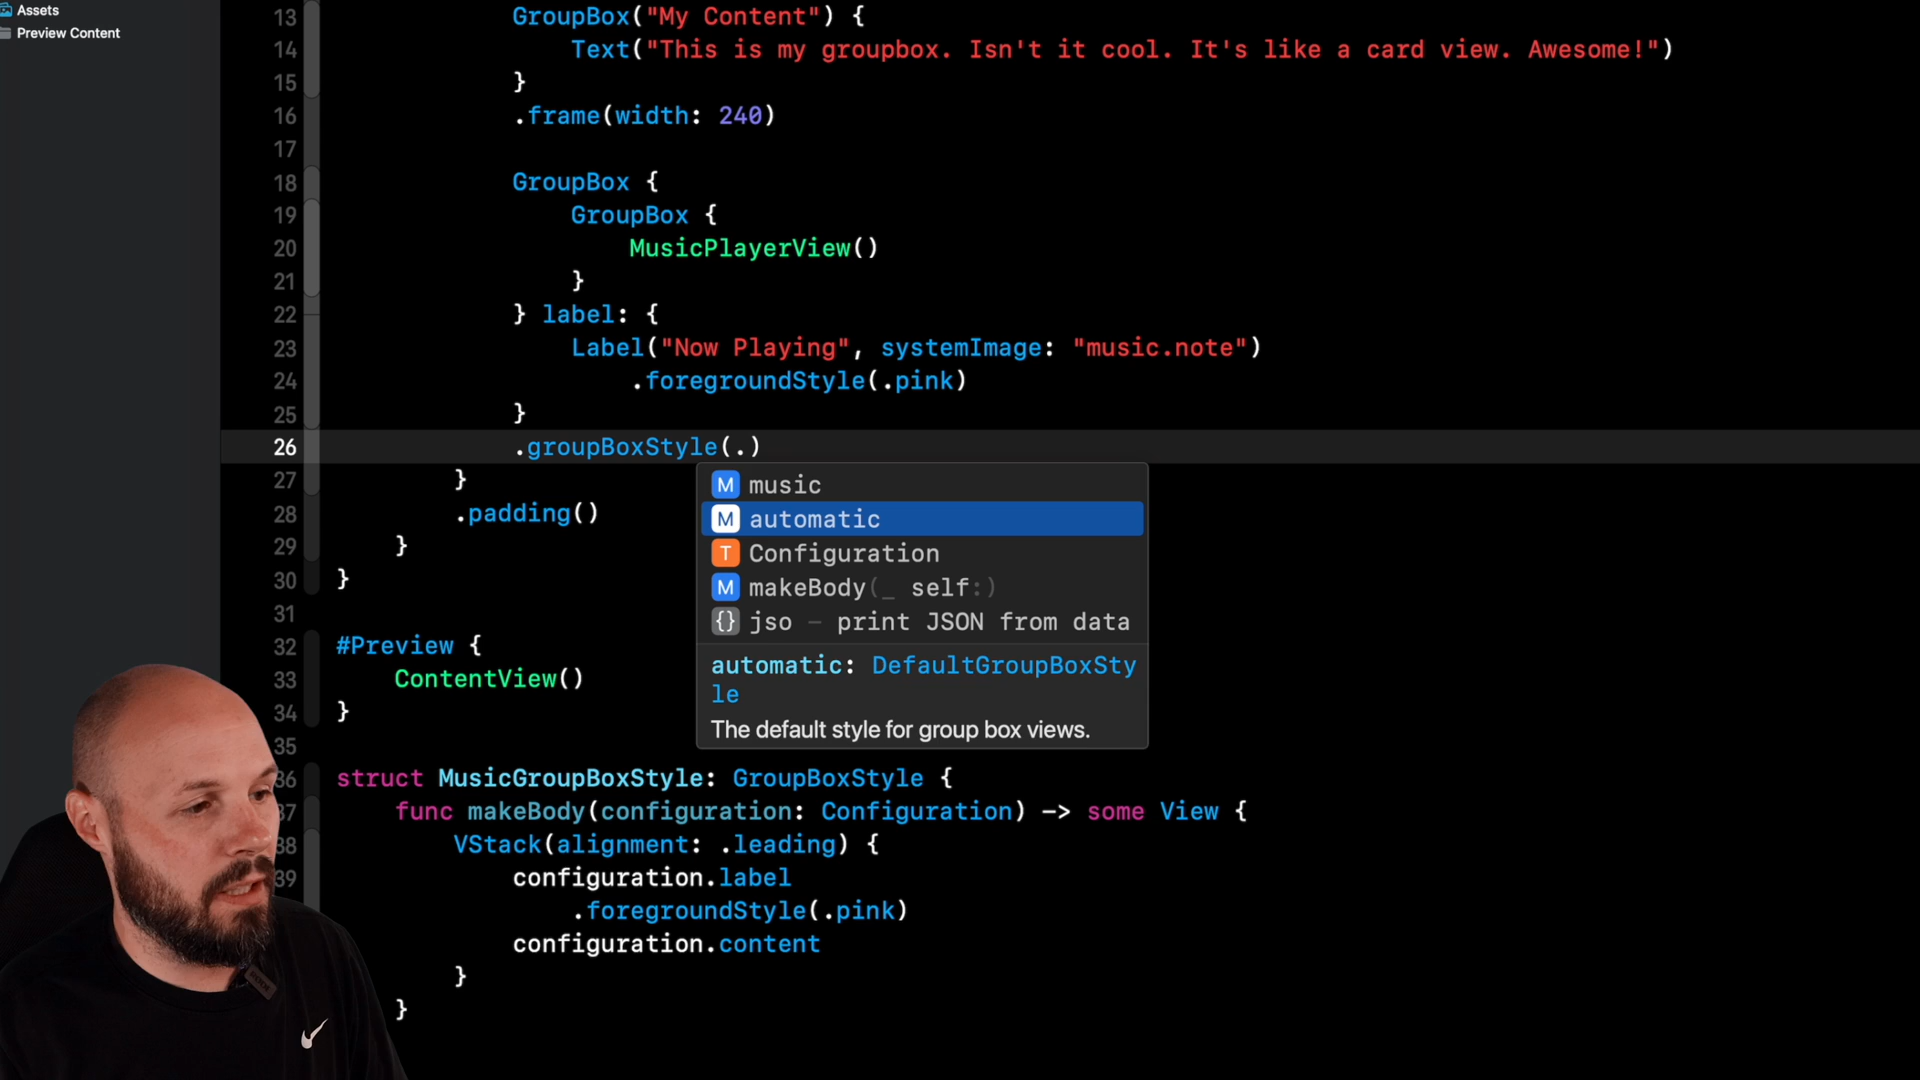 Assets
Preview Content
13 GroupBox("My Content") {
14 Text("This is my groupbox. Isn't it cool. It's like a card view. Awesome!")
15 }
16 .frame(width: 240)
17
18 GroupBox {
19 GroupBox {
20 MusicPlayerView()
21 }
22 } label: {
23 Label("Now Playing", systemImage: "music.note")
24 .foregroundStyle(.pink)
25 }
26 .groupBoxStyle(.)
27 }
28 .padding()
29 }
30 }
31
32 #Preview {
33 ContentView()
34 }
35
M music
M automatic
T Configuration
M makeBody(_ self:)
{} jso – print JSON from data
automatic: DefaultGroupBoxSty
le
The default style for group box views.
36 struct MusicGroupBoxStyle: GroupBoxStyle {
37 func makeBody(configuration: Configuration) -> some View {
38 VStack(alignment: .leading) {
39 configuration.label
.foregroundStyle(.pink)
configuration.content
}
}